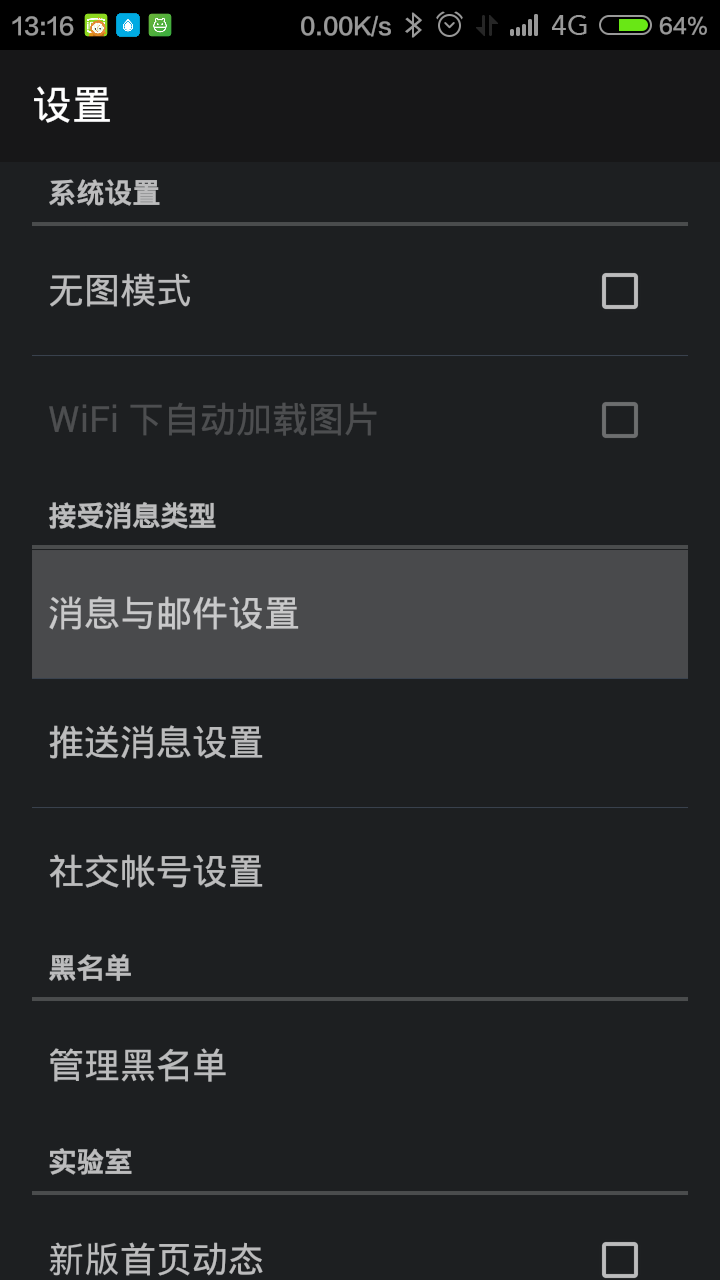 13:16 0.00K/s 4G 64%
设置
系统设置
无图模式
WiFi 下自动加载图片
接受消息类型
消息与邮件设置
推送消息设置
社交帐号设置
黑名单
管理黑名单
实验室
新版首页动态